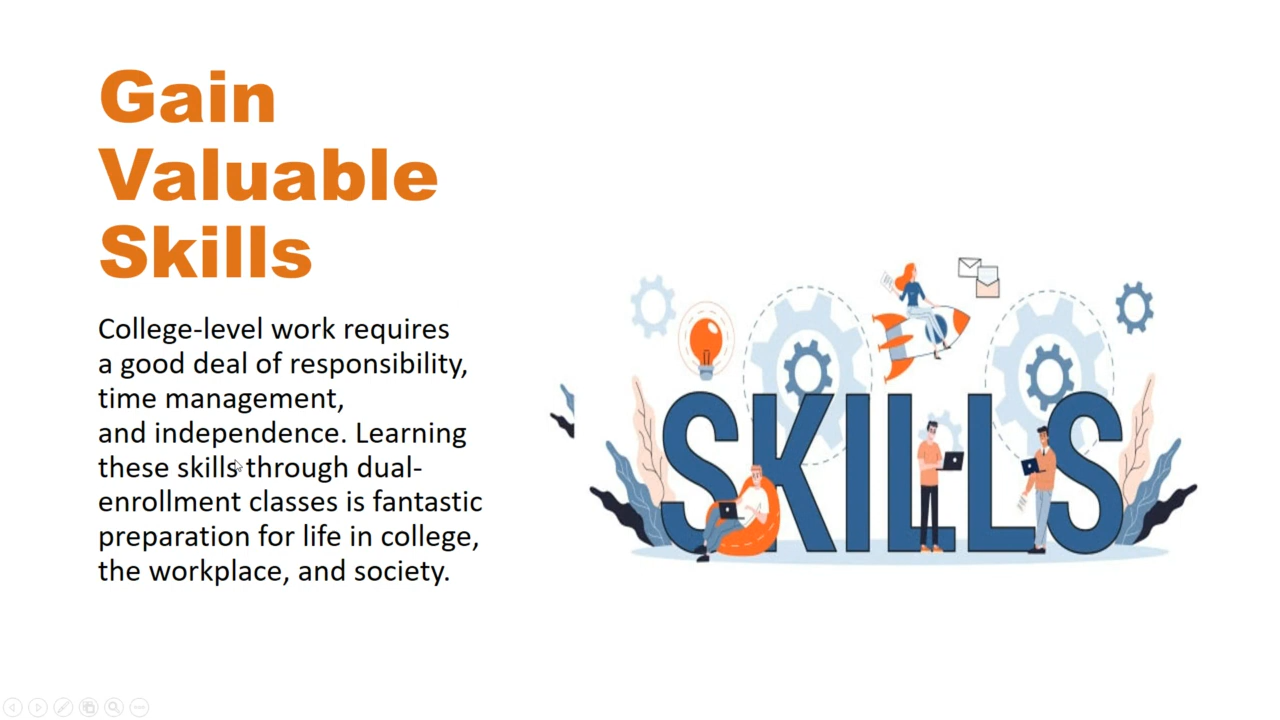 Gain
Valuable
Skills
College-level work requires
a good deal of responsibility,
time management,
and independence. Learning
these skills through dual-
enrollment classes is fantastic
preparation for life in college,
the workplace, and society.
SKILLS